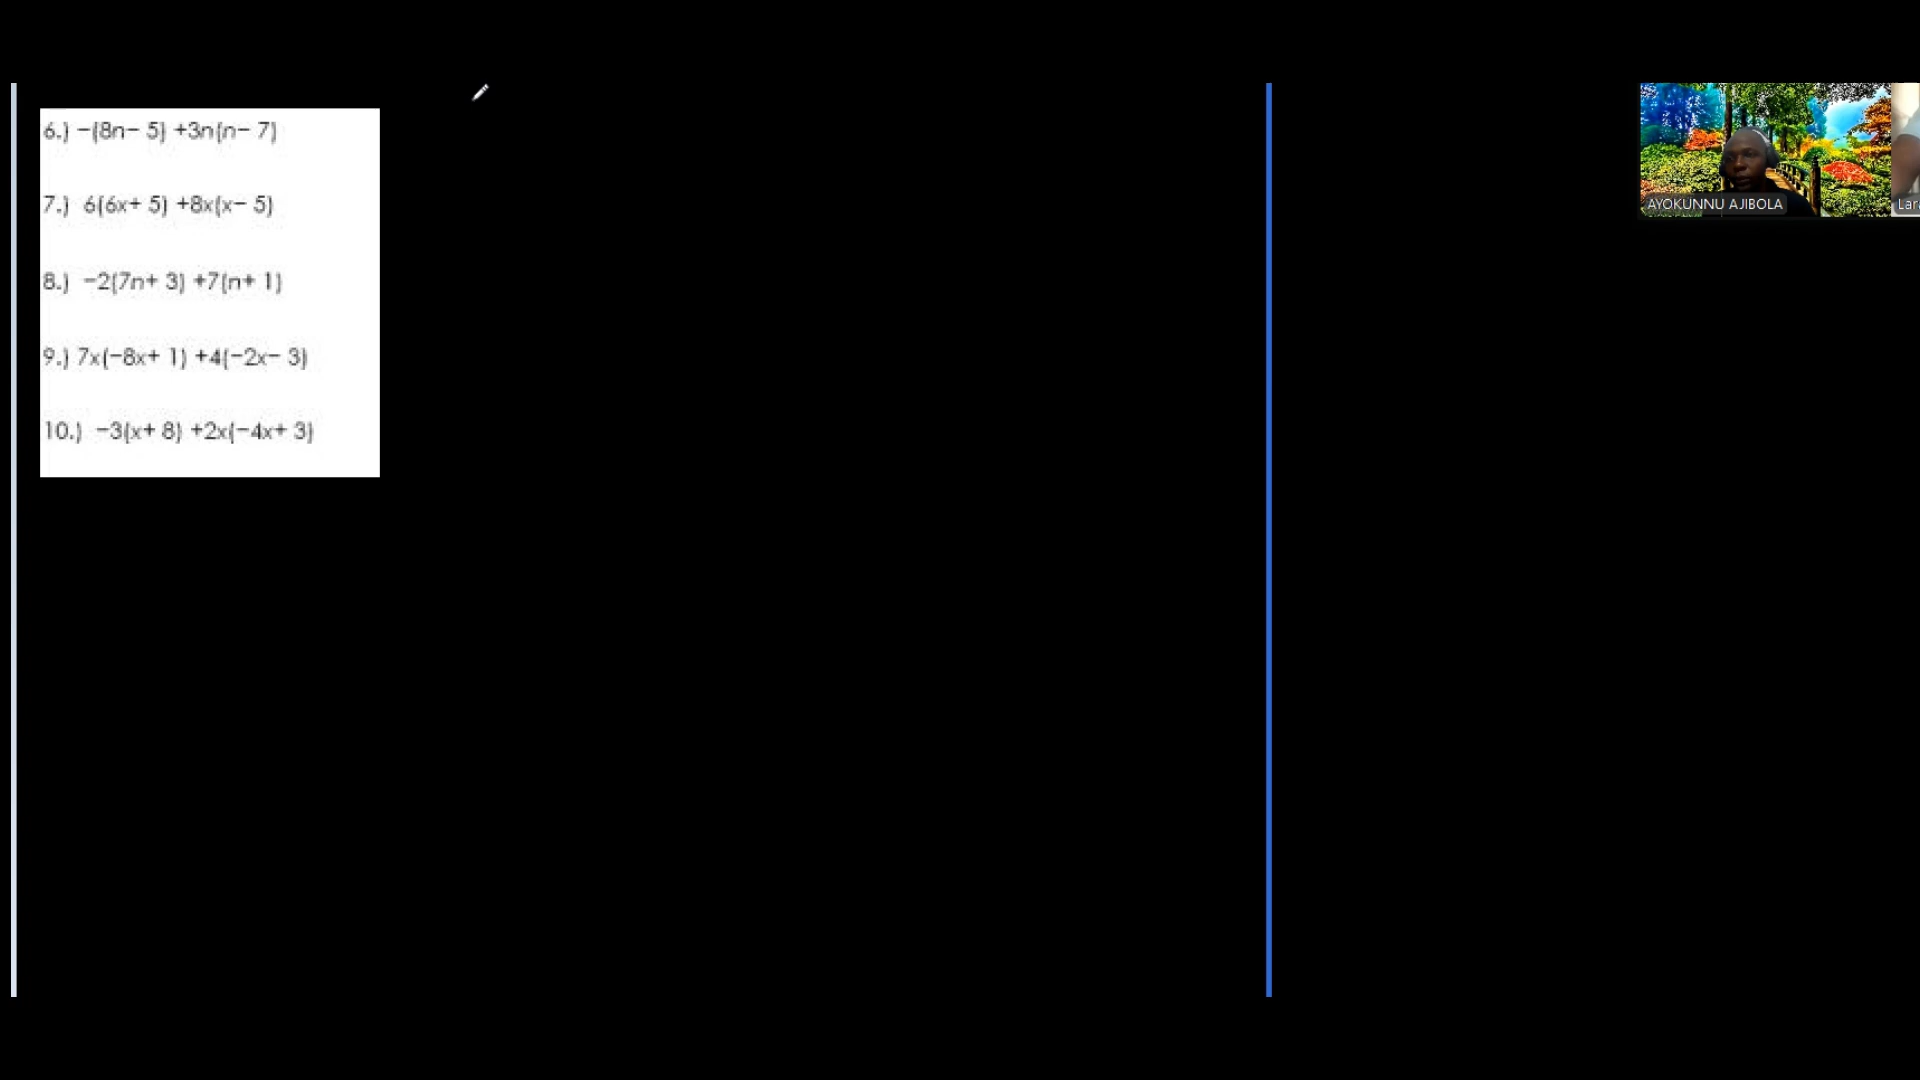 6.) −(8n− 5) +3n(n− 7)
7.) 6(6x+ 5) +8x(x− 5)
8.) −2(7n+ 3) +7(n+ 1)
9.) 7x(−8x+ 1) +4(−2x− 3)
10.) −3(x+ 8) +2x(−4x+ 3)
AYOKUNNU AJIBOLA